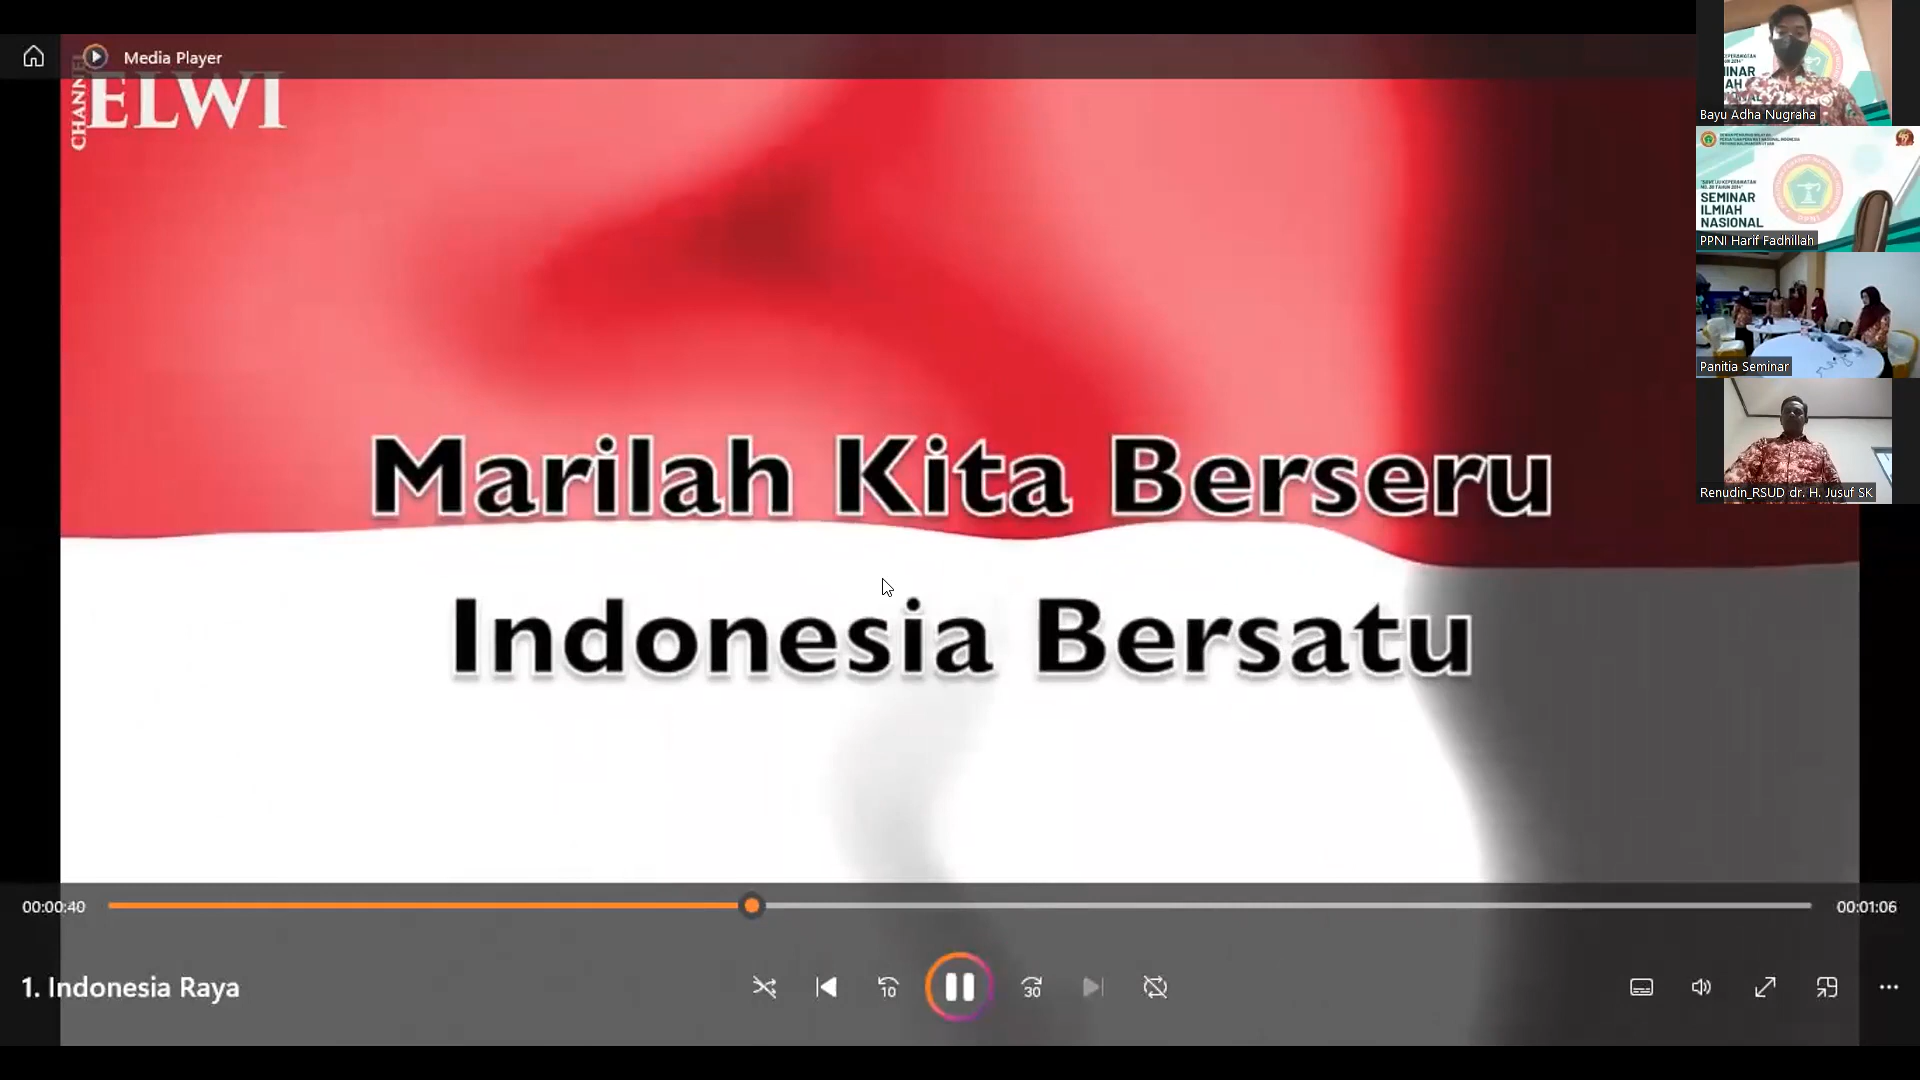 Media Player
CHANNEL
ELWI
Marilah Kita Berseru
Indonesia Bersatu
00:00:40
00:01:06
1. Indonesia Raya
10
30
Bayu Adha Nugraha
SEMINAR
ILMIAH
NASIONAL
PPNI Harif Fadhillah
Panitia Seminar
Renudin_RSUD dr. H. Jusuf SK